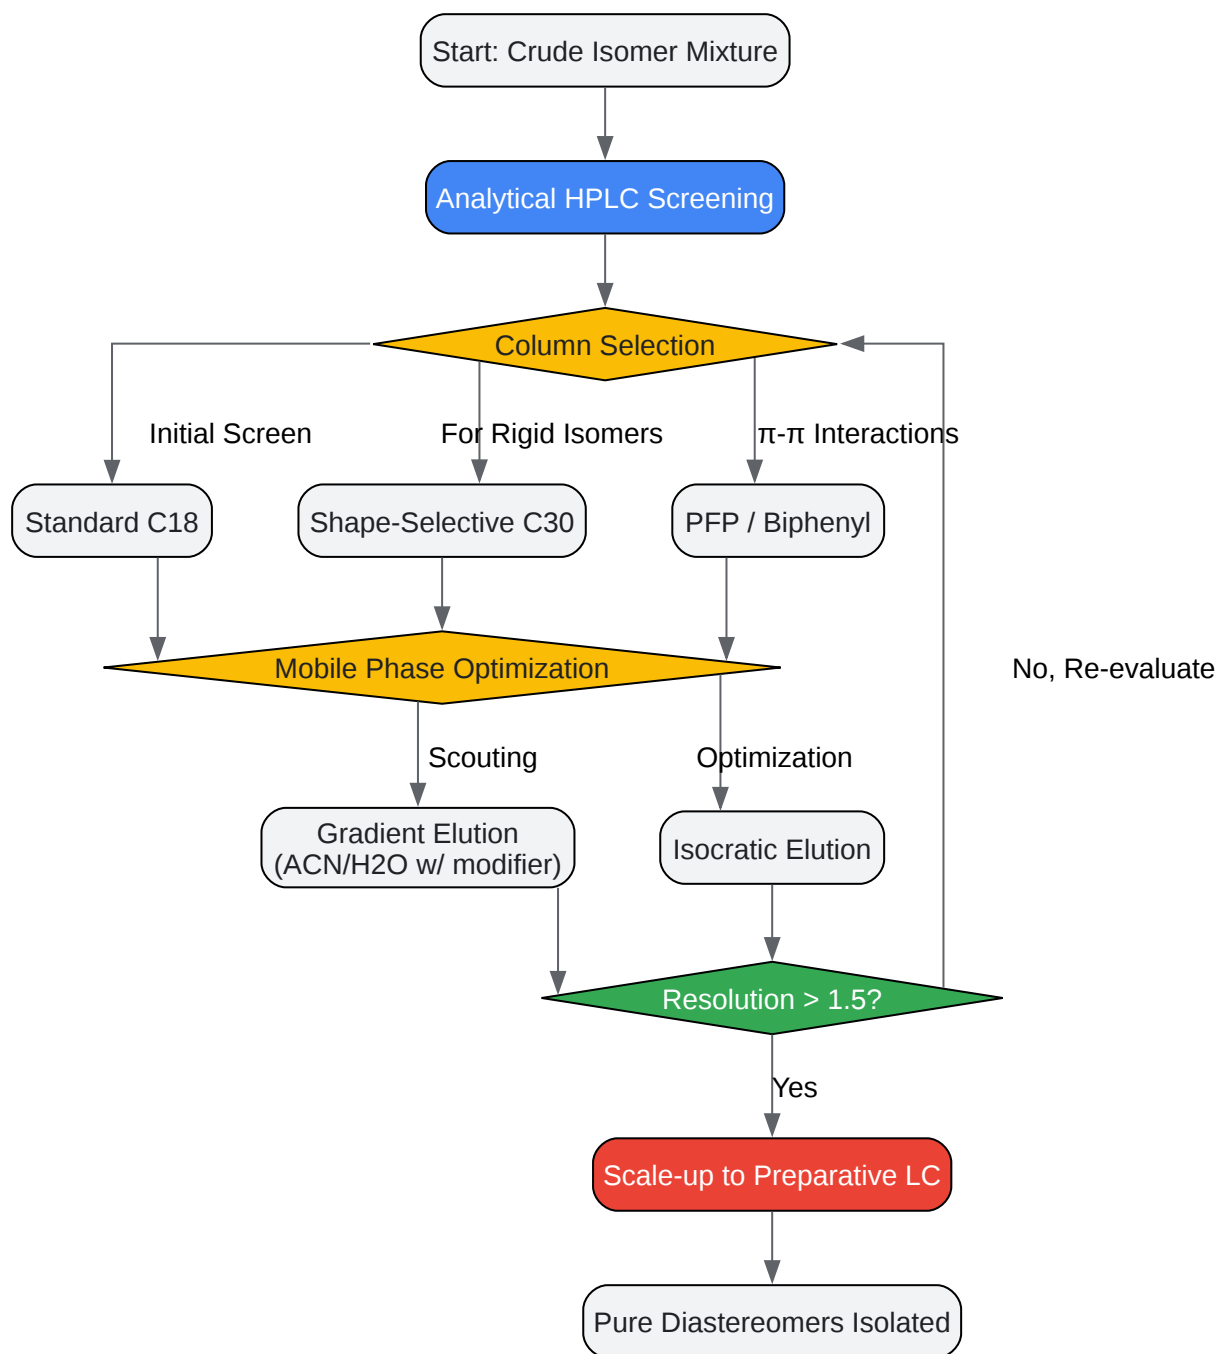 Start: Crude Isomer Mixture
Analytical HPLC Screening
Column Selection
Initial Screen
For Rigid Isomers
π-π Interactions
Standard C18
Shape-Selective C30
PFP / Biphenyl
Mobile Phase Optimization
No, Re-evaluate
Scouting
Optimization
Gradient Elution
(ACN/H2O w/ modifier)
Isocratic Elution
Resolution > 1.5?
Yes
Scale-up to Preparative LC
Pure Diastereomers Isolated